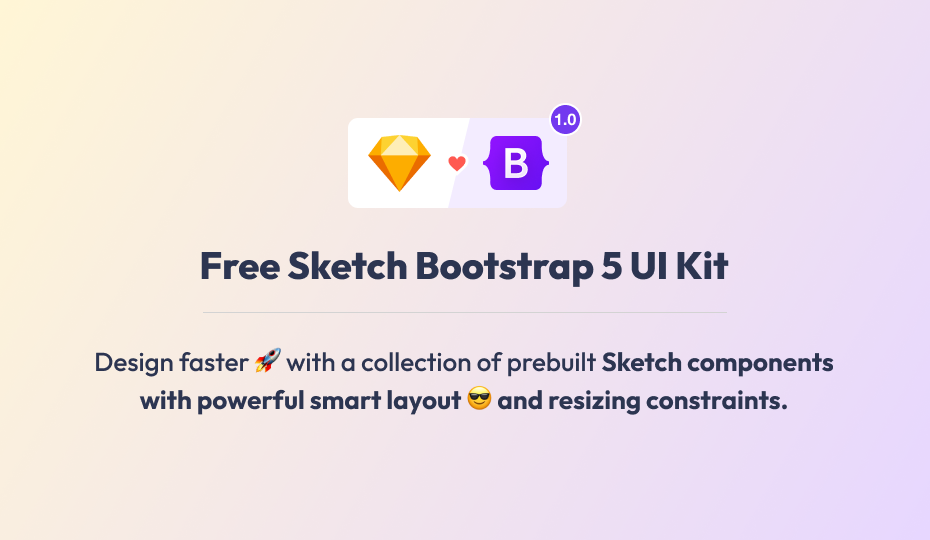 1.0
B
Free Sketch Bootstrap 5 UI Kit
Design faster 🚀 with a collection of prebuilt Sketch components
with powerful smart layout 😎 and resizing constraints.